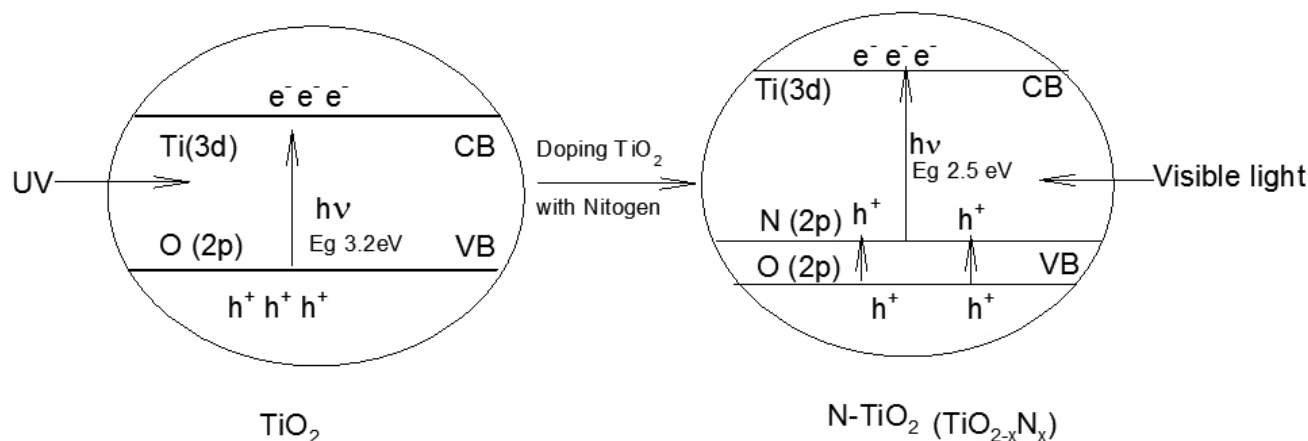 e⁻ e⁻ e⁻
Ti(3d) CB
UV
hν
Eg 3.2eV
O (2p) VB
h⁺ h⁺ h⁺
TiO₂
Doping TiO₂
with Nitogen
e⁻ e⁻ e⁻
Ti(3d) CB
hν
Eg 2.5 eV
Visible light
N (2p) h⁺ h⁺
O (2p) VB
h⁺ h⁺
N-TiO₂ (TiO₂₋ₓNₓ)